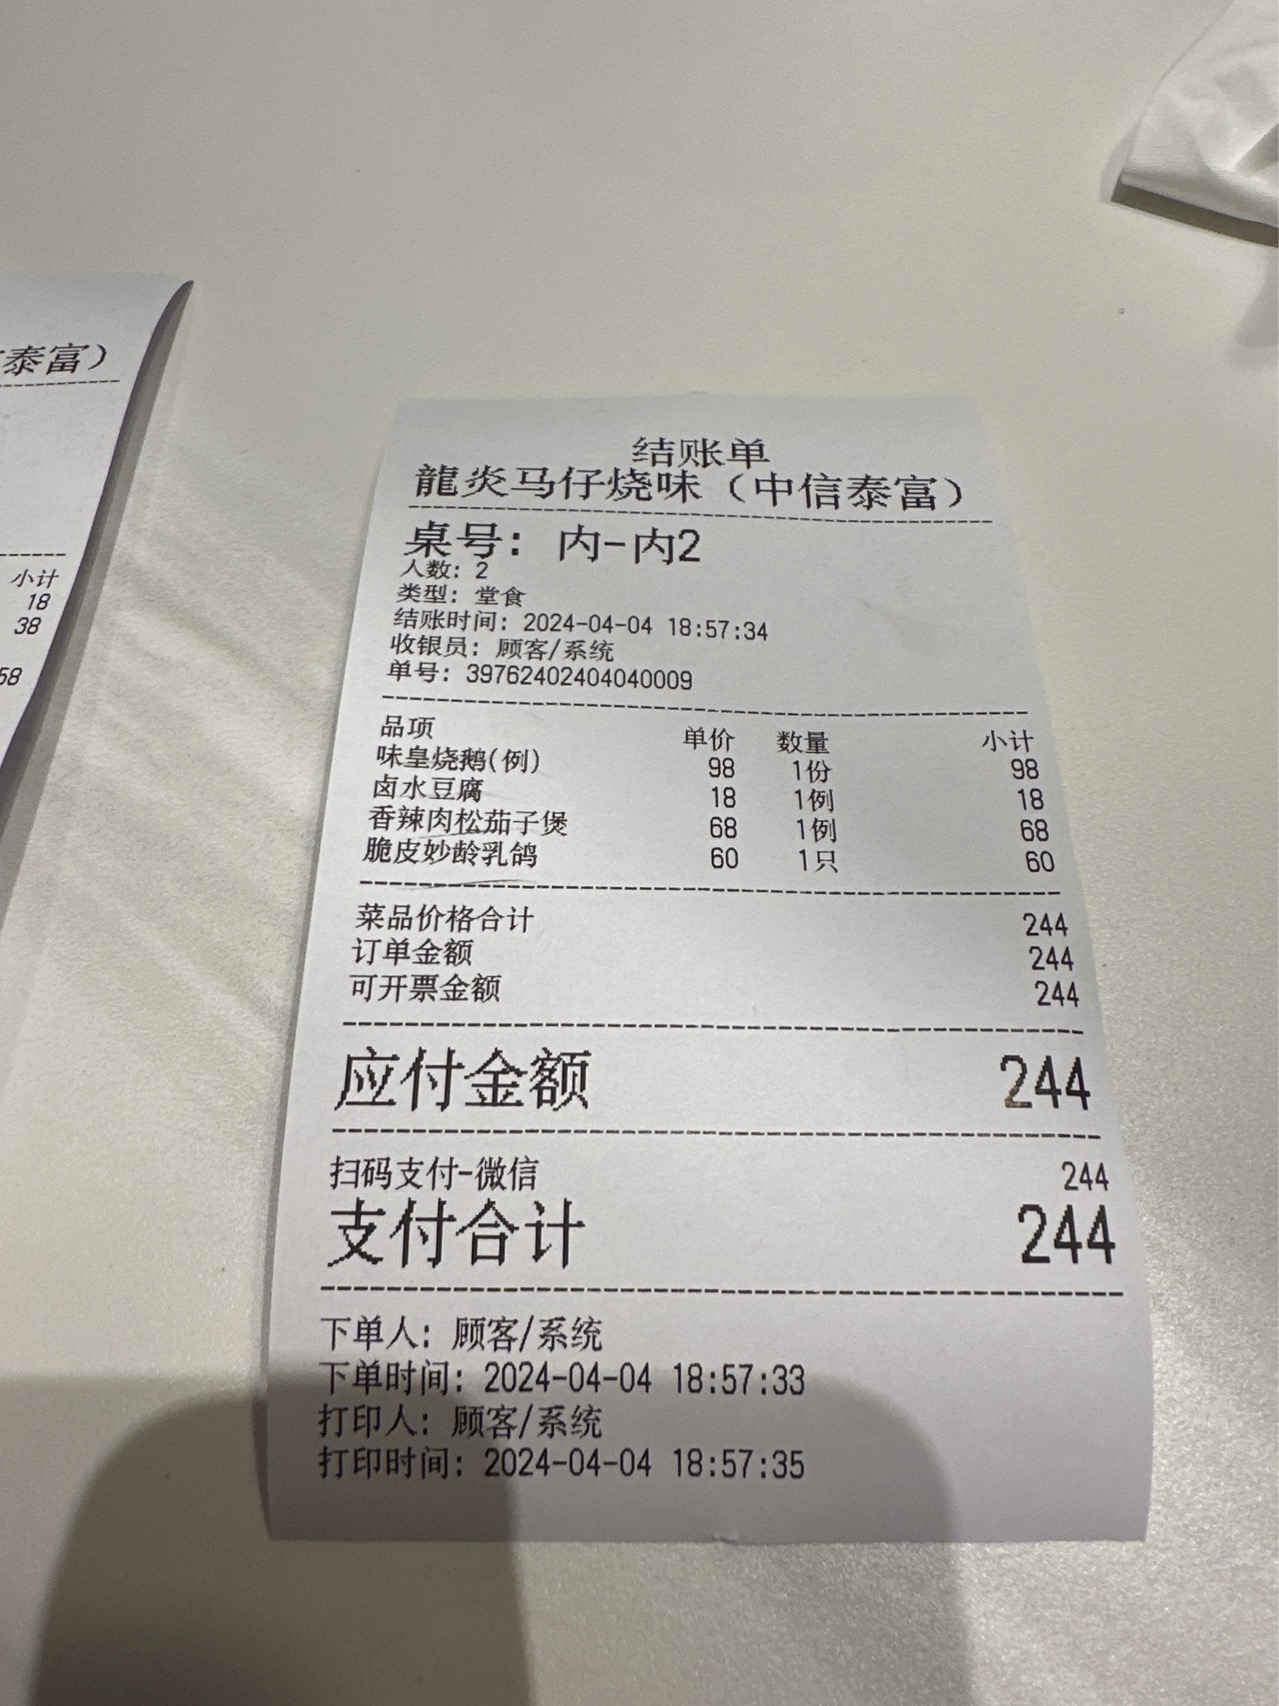 泰富）
小计
18
38
58
结账单
龍炎马仔烧味（中信泰富）
桌号：内-内2
人数：2
类型：堂食
结账时间：2024-04-04 18:57:34
收银员：顾客/系统
单号：39762402404040009
品项 单价 数量 小计
味皇烧鹅(例) 98 1份 98
卤水豆腐 18 1例 18
香辣肉松茄子煲 68 1例 68
脆皮妙龄乳鸽 60 1只 60
菜品价格合计 244
订单金额 244
可开票金额 244
应付金额 244
扫码支付-微信 244
支付合计 244
下单人：顾客/系统
下单时间：2024-04-04 18:57:33
打印人：顾客/系统
打印时间：2024-04-04 18:57:35